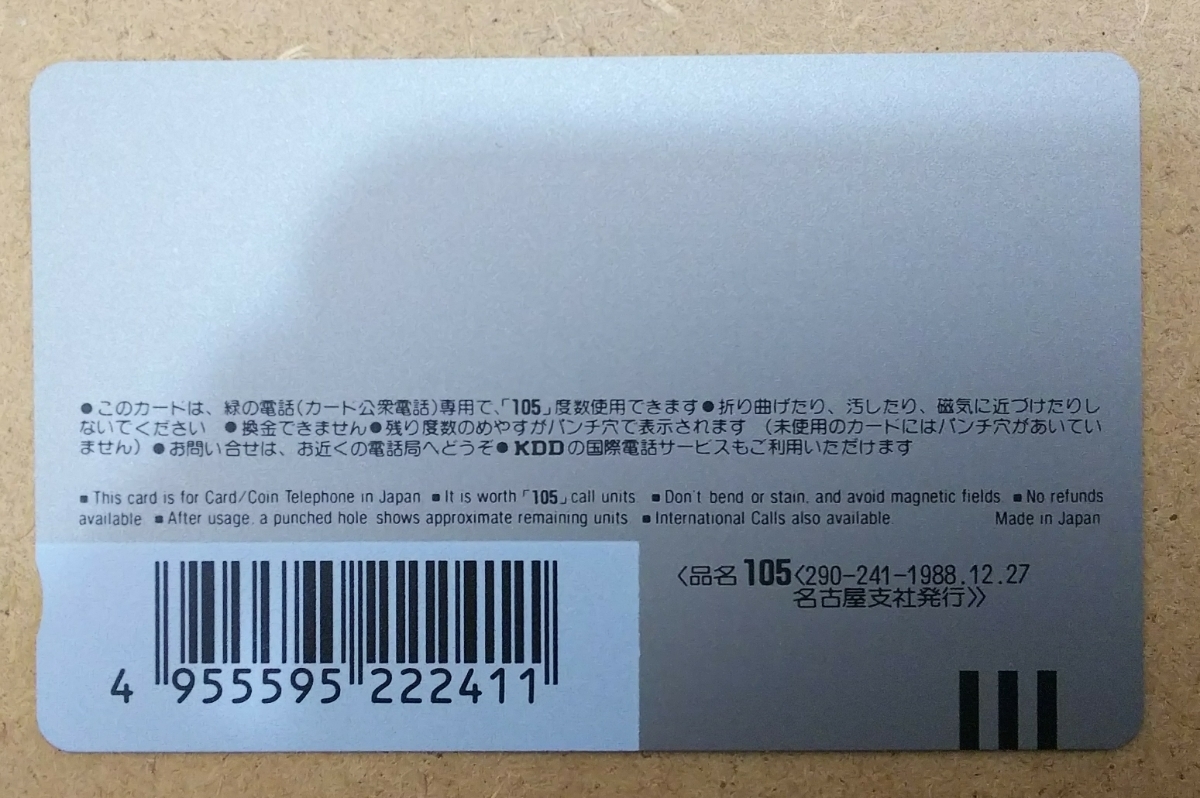 ●このカードは、緑の電話(カード公衆電話)専用で、「105」度数使用できます●折り曲げたり、汚したり、磁気に近づけたりし
ないでください ●換金できません●残り度数のめやすがパンチ穴で表示されます (未使用のカードにはパンチ穴があいてい
ません)●お問い合せは、お近くの電話局へどうぞ●KDDの国際電話サービスもご利用いただけます
■This card is for Card/Coin Telephone in Japan. ■It is worth「105」call units. ■Don't bend or stain, and avoid magnetic fields. ■No refunds
available. ■After usage, a punched hole shows approximate remaining units. ■International Calls also available. Made in Japan
〈品名 105〈290-241-1988.12.27
名古屋支社発行〉〉
4 955595 222411